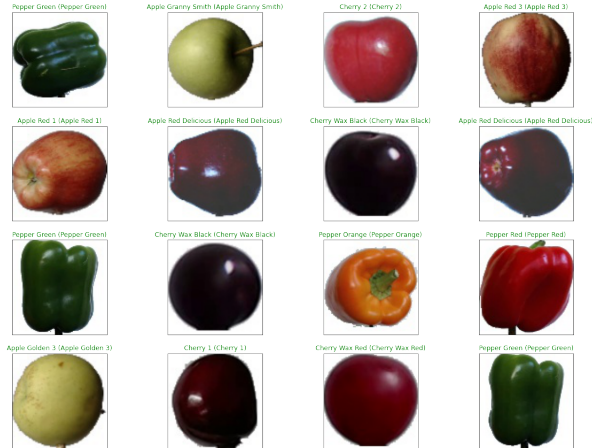 Pepper Green (Pepper Green)
Apple Granny Smith (Apple Granny Smith)
Cherry 2 (Cherry 2)
Apple Red 3 (Apple Red 3)
Apple Red 1 (Apple Red 1)
Apple Red Delicious (Apple Red Delicious)
Cherry Wax Black (Cherry Wax Black)
Apple Red Delicious (Apple Red Delicious)
Pepper Green (Pepper Green)
Cherry Wax Black (Cherry Wax Black)
Pepper Orange (Pepper Orange)
Pepper Red (Pepper Red)
Apple Golden 3 (Apple Golden 3)
Cherry 1 (Cherry 1)
Cherry Wax Red (Cherry Wax Red)
Pepper Green (Pepper Green)